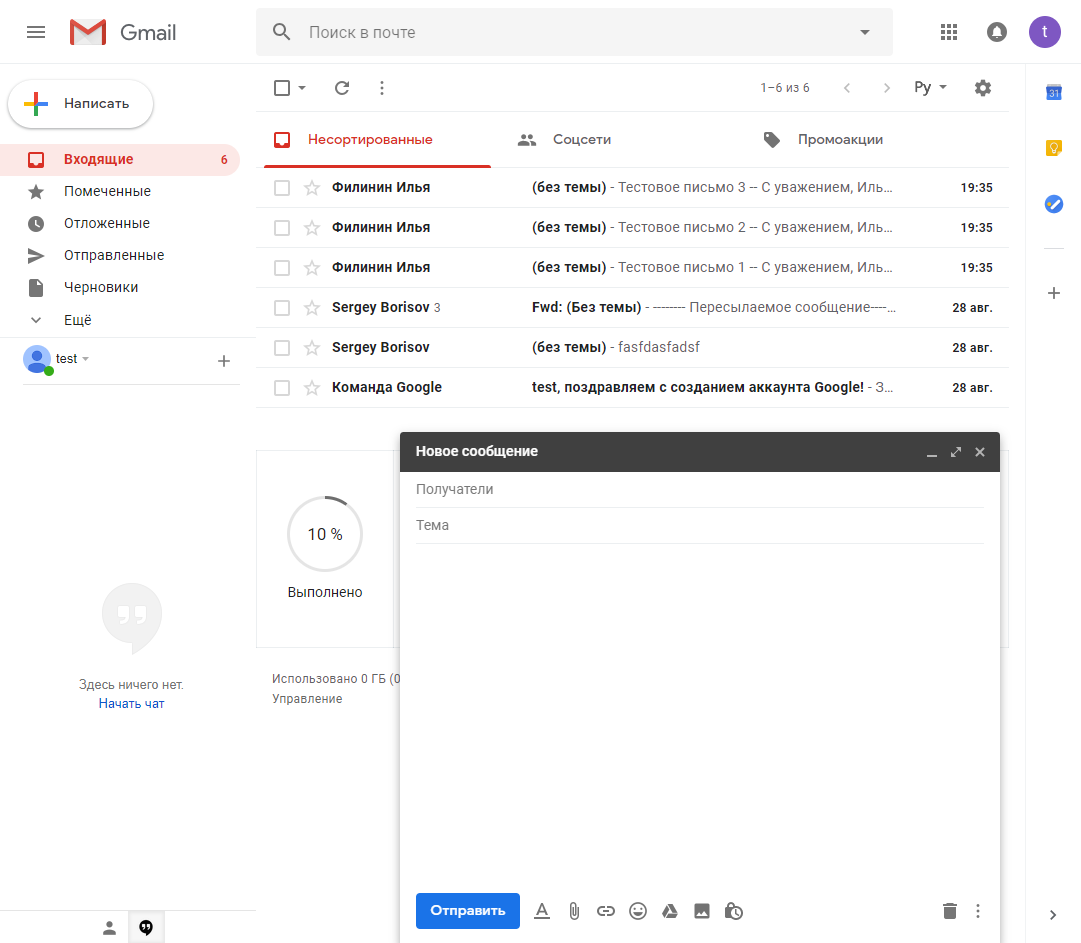 Gmail
Поиск в почте
t
Написать
1–6 из 6
Ру
31
Несортированные
Соцсети
Промоакции
Входящие 6
Помеченные
Отложенные
Отправленные
Черновики
Ещё
test
Филинин Илья (без темы) - Тестовое письмо 3 -- С уважением, Иль… 19:35
Филинин Илья (без темы) - Тестовое письмо 2 -- С уважением, Иль… 19:35
Филинин Илья (без темы) - Тестовое письмо 1 -- С уважением, Иль… 19:35
Sergey Borisov 3 Fwd: (Без темы) - -------- Пересылаемое сообщение----… 28 авг.
Sergey Borisov (без темы) - fasfdasfadsf 28 авг.
Команда Google test, поздравляем с созданием аккаунта Google! - З… 28 авг.
10 %
Выполнено
Использовано 0 ГБ (0
Управление
Здесь ничего нет.
Начать чат
Новое сообщение
Получатели
Тема
Отправить